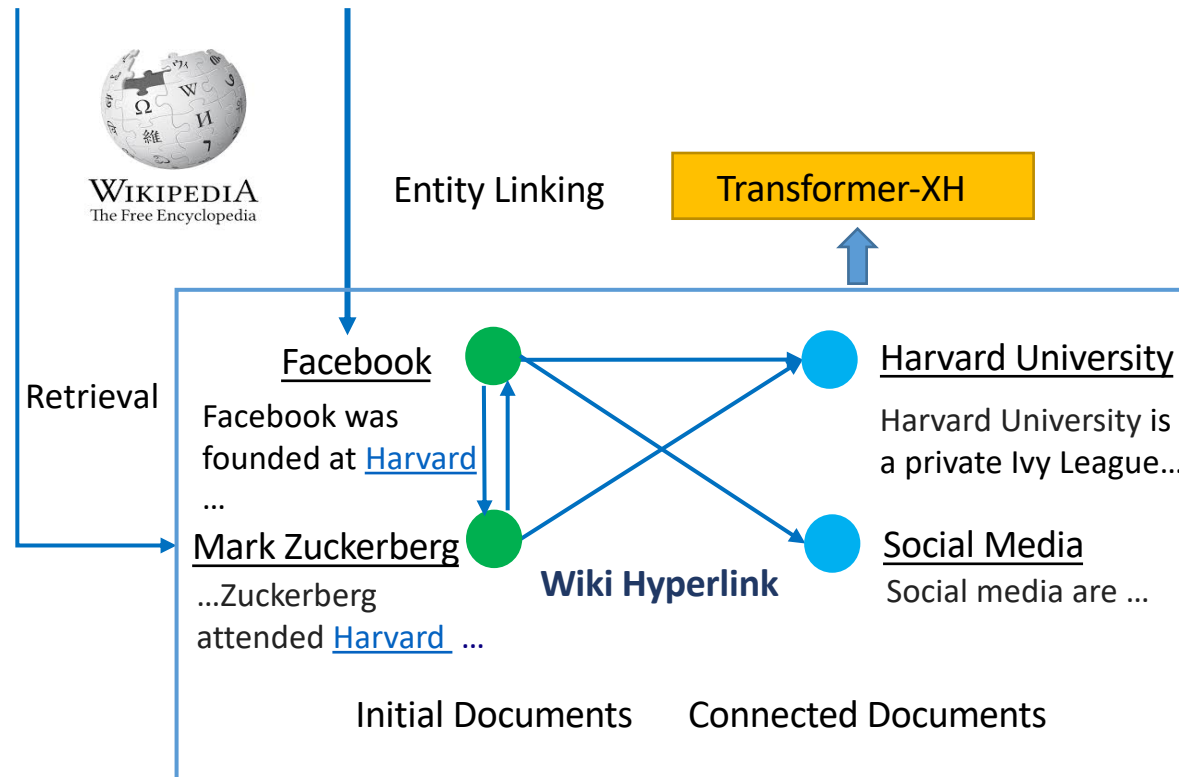 WIKIPEDIA
The Free Encyclopedia
Entity Linking
Transformer-XH
Retrieval
Facebook
Facebook was
founded at Harvard
...
Mark Zuckerberg
...Zuckerberg
attended Harvard ...
Wiki Hyperlink
Harvard University
Harvard University is
a private Ivy League...
Social Media
Social media are ...
Initial Documents
Connected Documents